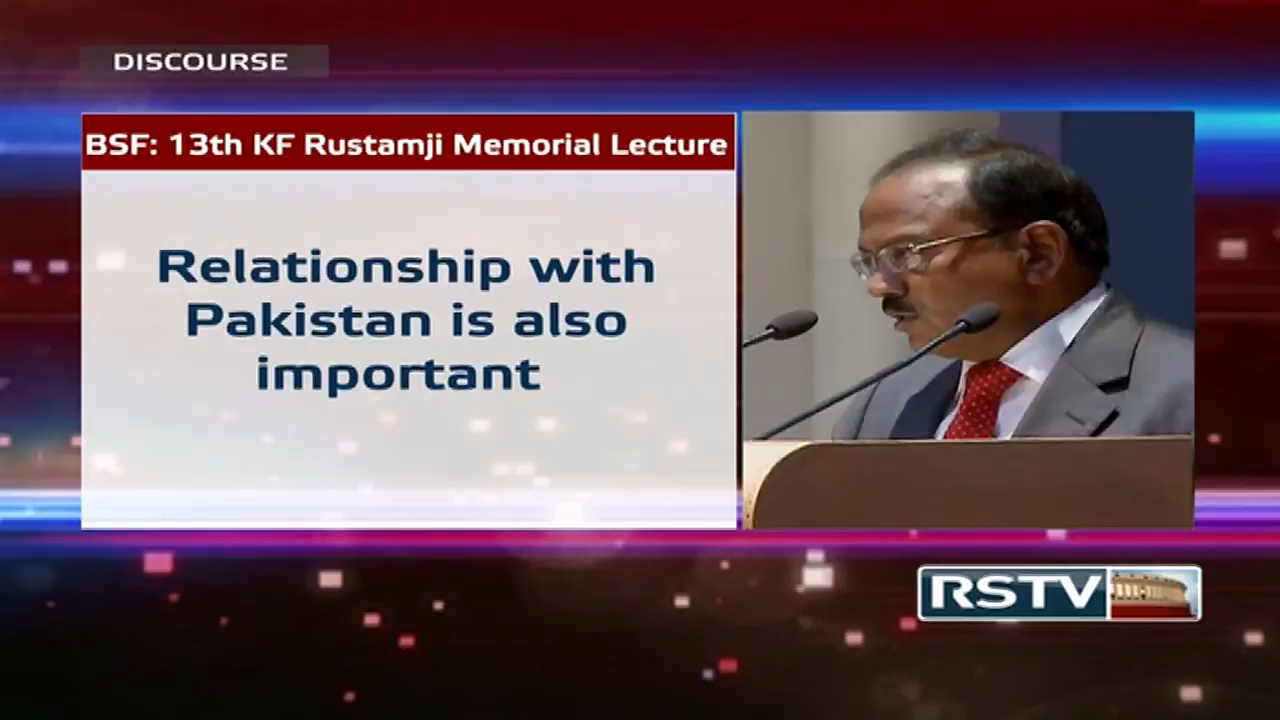 DISCOURSE
BSF: 13th KF Rustamji Memorial Lecture
Relationship with
Pakistan is also
important
RSTV